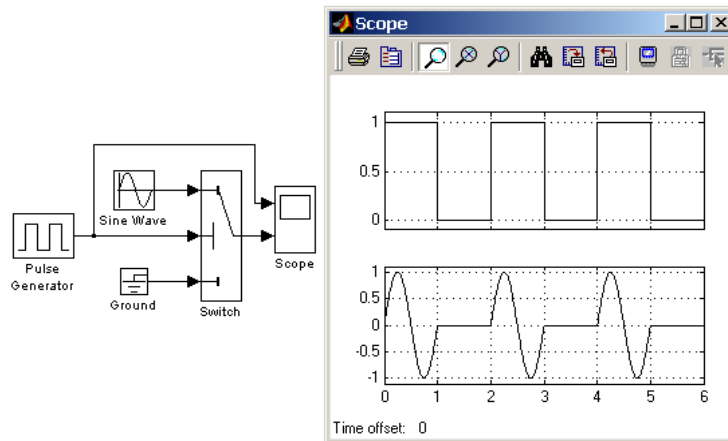 Scope
1
0.5
0
Sine Wave
Pulse
Generator
Ground
Switch
Scope
1
0.5
0
-0.5
-1
0 1 2 3 4 5 6
Time offset: 0